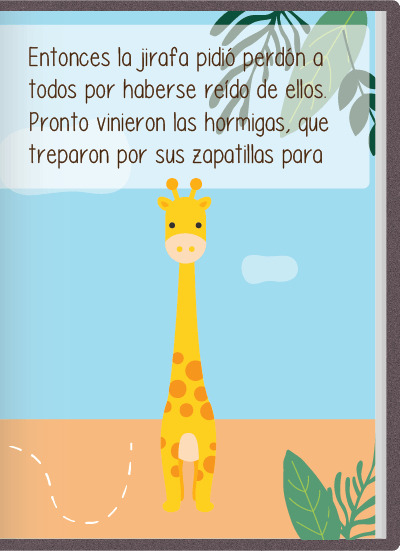 Entonces la jirafa pidió perdón a
todos por haberse reído de ellos.
Pronto vinieron las hormigas, que
treparon por sus zapatillas para